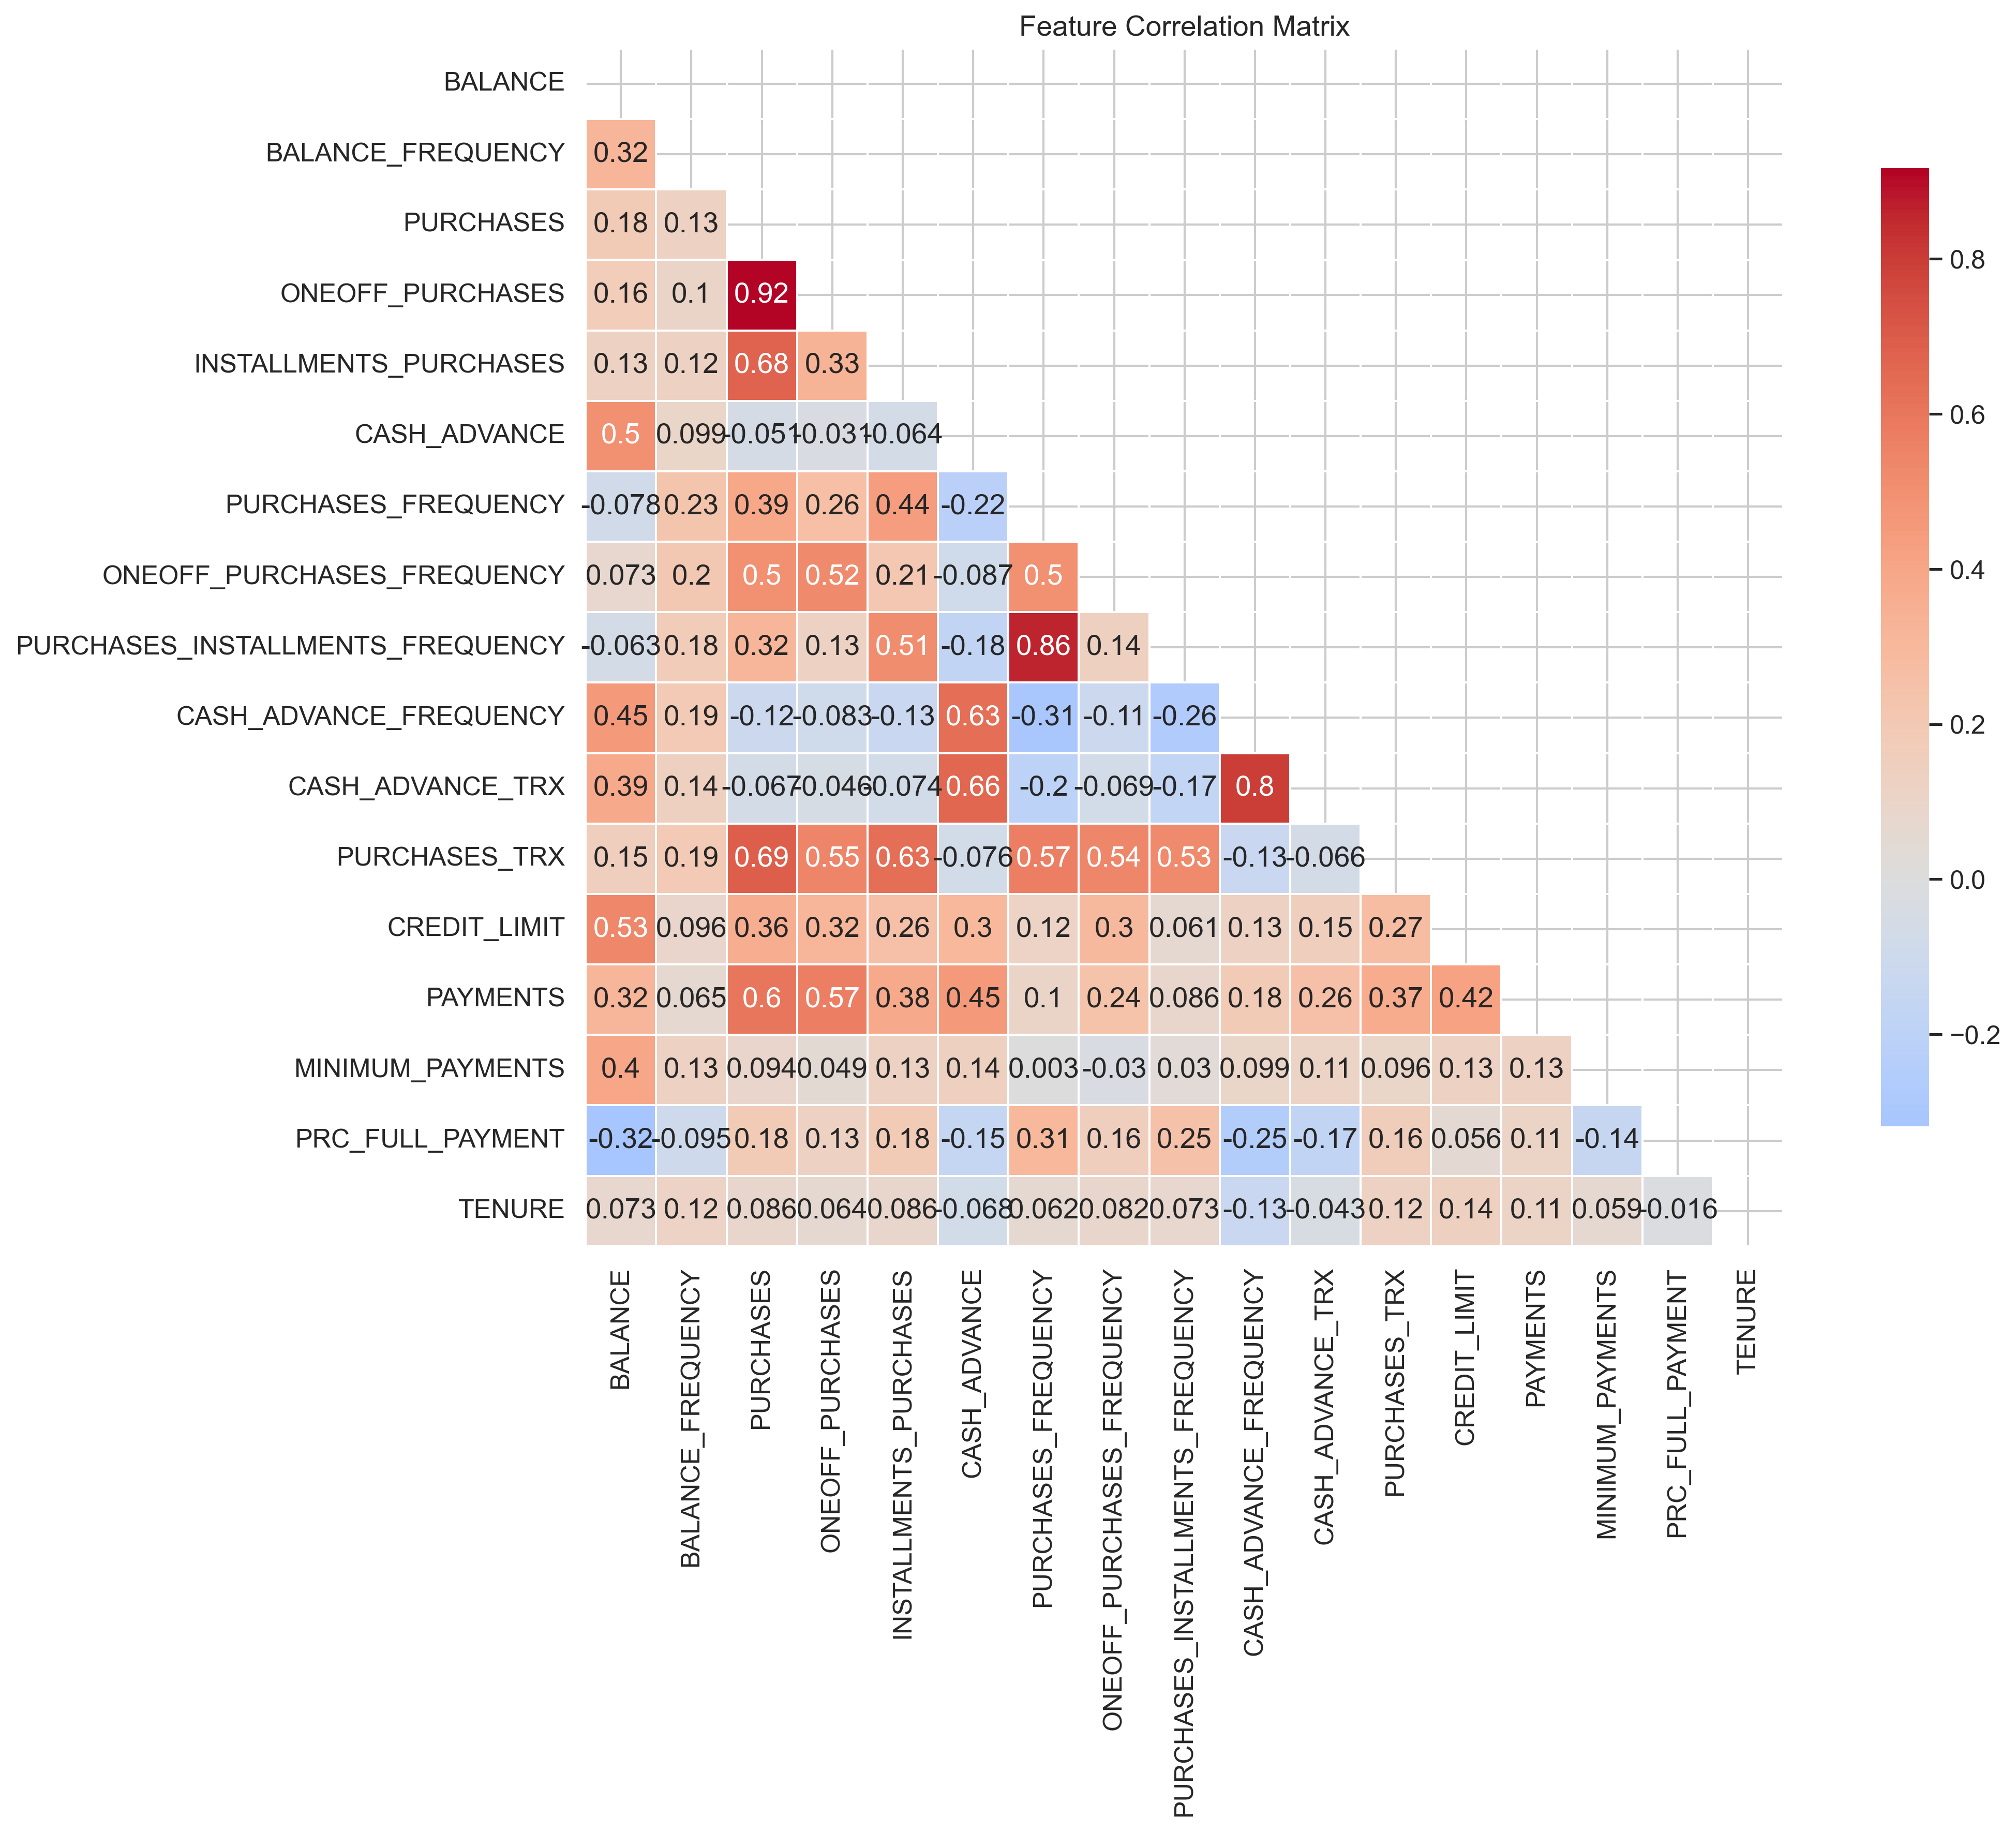 Feature Correlation Matrix
BALANCE
BALANCE_FREQUENCY 0.32
PURCHASES 0.18 0.13
ONEOFF_PURCHASES 0.16 0.1 0.92
INSTALLMENTS_PURCHASES 0.13 0.12 0.68 0.33
CASH_ADVANCE 0.5 0.099 -0.051 -0.031 -0.064
PURCHASES_FREQUENCY -0.078 0.23 0.39 0.26 0.44 -0.22
ONEOFF_PURCHASES_FREQUENCY 0.073 0.2 0.5 0.52 0.21 -0.087 0.5
PURCHASES_INSTALLMENTS_FREQUENCY -0.063 0.18 0.32 0.13 0.51 -0.18 0.86 0.14
CASH_ADVANCE_FREQUENCY 0.45 0.19 -0.12 -0.083 -0.13 0.63 -0.31 -0.11 -0.26
CASH_ADVANCE_TRX 0.39 0.14 -0.067 -0.046 -0.074 0.66 -0.2 -0.069 -0.17 0.8
PURCHASES_TRX 0.15 0.19 0.69 0.55 0.63 -0.076 0.57 0.54 0.53 -0.13 -0.066
CREDIT_LIMIT 0.53 0.096 0.36 0.32 0.26 0.3 0.12 0.3 0.061 0.13 0.15 0.27
PAYMENTS 0.32 0.065 0.6 0.57 0.38 0.45 0.1 0.24 0.086 0.18 0.26 0.37 0.42
MINIMUM_PAYMENTS 0.4 0.13 0.094 0.049 0.13 0.14 0.003 -0.03 0.03 0.099 0.11 0.096 0.13 0.13
PRC_FULL_PAYMENT -0.32 -0.095 0.18 0.13 0.18 -0.15 0.31 0.16 0.25 -0.25 -0.17 0.16 0.056 0.11 -0.14
TENURE 0.073 0.12 0.086 0.064 0.086 -0.068 0.062 0.082 0.073 -0.13 -0.043 0.12 0.14 0.11 0.059 -0.016
BALANCE
BALANCE_FREQUENCY
PURCHASES
ONEOFF_PURCHASES
INSTALLMENTS_PURCHASES
CASH_ADVANCE
PURCHASES_FREQUENCY
ONEOFF_PURCHASES_FREQUENCY
PURCHASES_INSTALLMENTS_FREQUENCY
CASH_ADVANCE_FREQUENCY
CASH_ADVANCE_TRX
PURCHASES_TRX
CREDIT_LIMIT
PAYMENTS
MINIMUM_PAYMENTS
PRC_FULL_PAYMENT
TENURE
0.8
0.6
0.4
0.2
0.0
−0.2